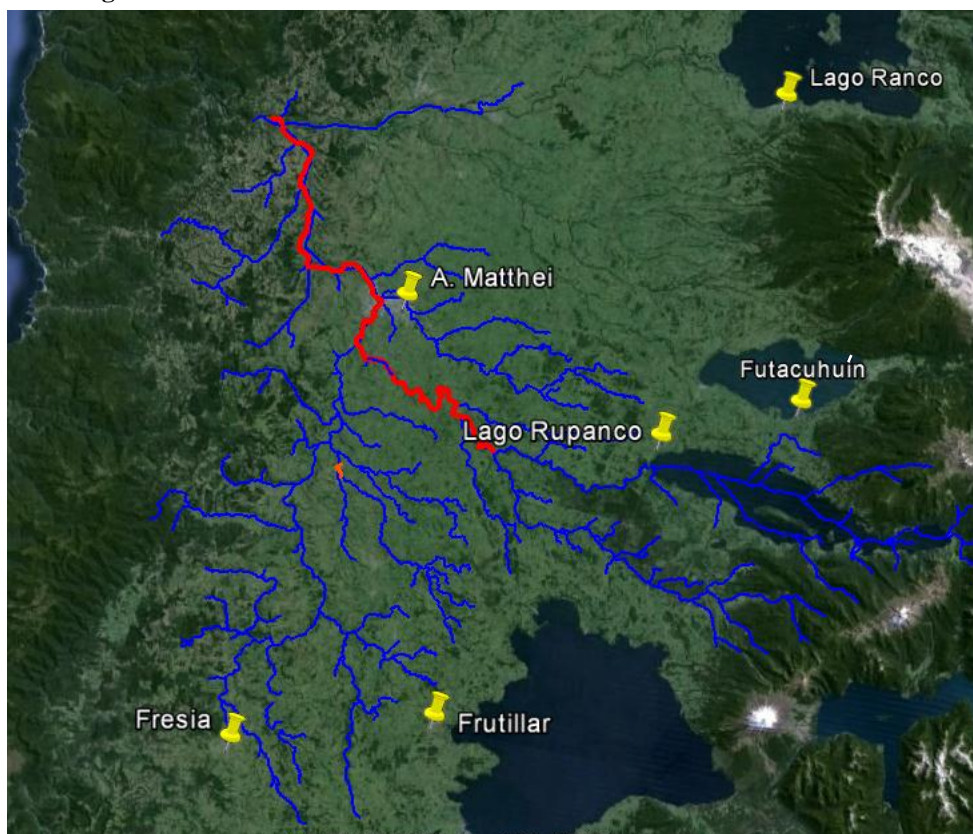 Lago Ranco
A. Matthei
Futacuhuín
Lago Rupanco
Fresia
Frutillar